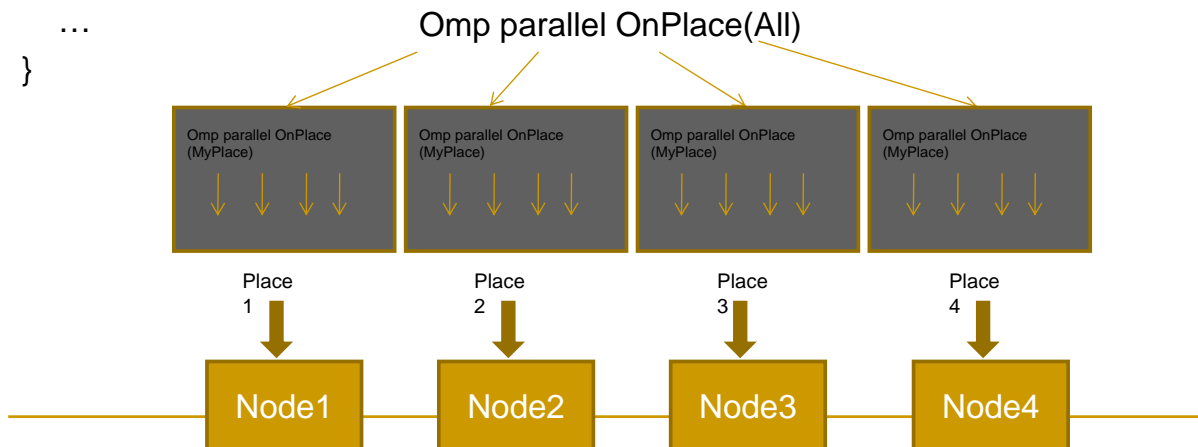 …
Omp parallel OnPlace(All)
}
Omp parallel OnPlace
(MyPlace)
Omp parallel OnPlace
(MyPlace)
Omp parallel OnPlace
(MyPlace)
Omp parallel OnPlace
(MyPlace)
Place
1
Place
2
Place
3
Place
4
Node1
Node2
Node3
Node4